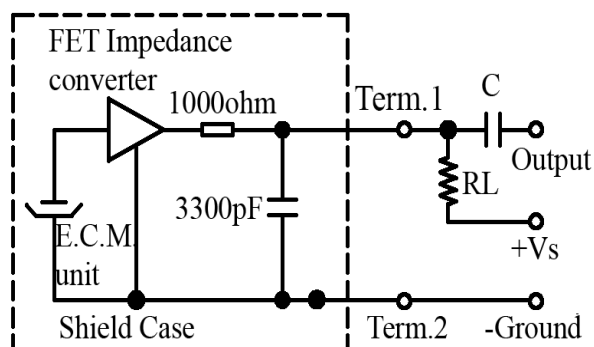 FET Impedance
converter
1000ohm
Term.1
C
Output
RL
3300pF
+Vs
E.C.M.
unit
Shield Case
Term.2
-Ground